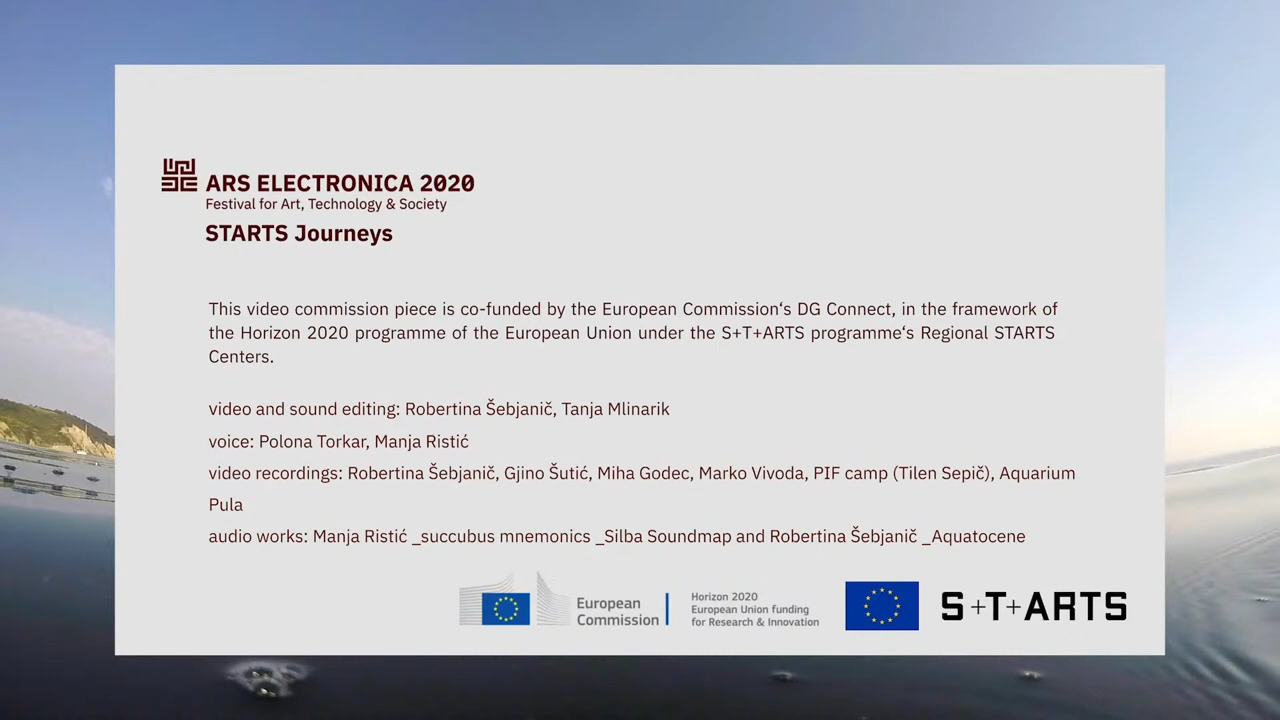 ARS ELECTRONICA 2020
Festival for Art, Technology & Society
STARTS Journeys
This video commission piece is co-funded by the European Commission‘s DG Connect, in the framework of
the Horizon 2020 programme of the European Union under the S+T+ARTS programme‘s Regional STARTS
Centers.
video and sound editing: Robertina Šebjanič, Tanja Mlinarik
voice: Polona Torkar, Manja Ristić
video recordings: Robertina Šebjanič, Gjino Šutić, Miha Godec, Marko Vivoda, PIF camp (Tilen Sepič), Aquarium
Pula
audio works: Manja Ristić _succubus mnemonics _Silba Soundmap and Robertina Šebjanič _Aquatocene
European
Commission
Horizon 2020
European Union funding
for Research & Innovation
S+T+ARTS